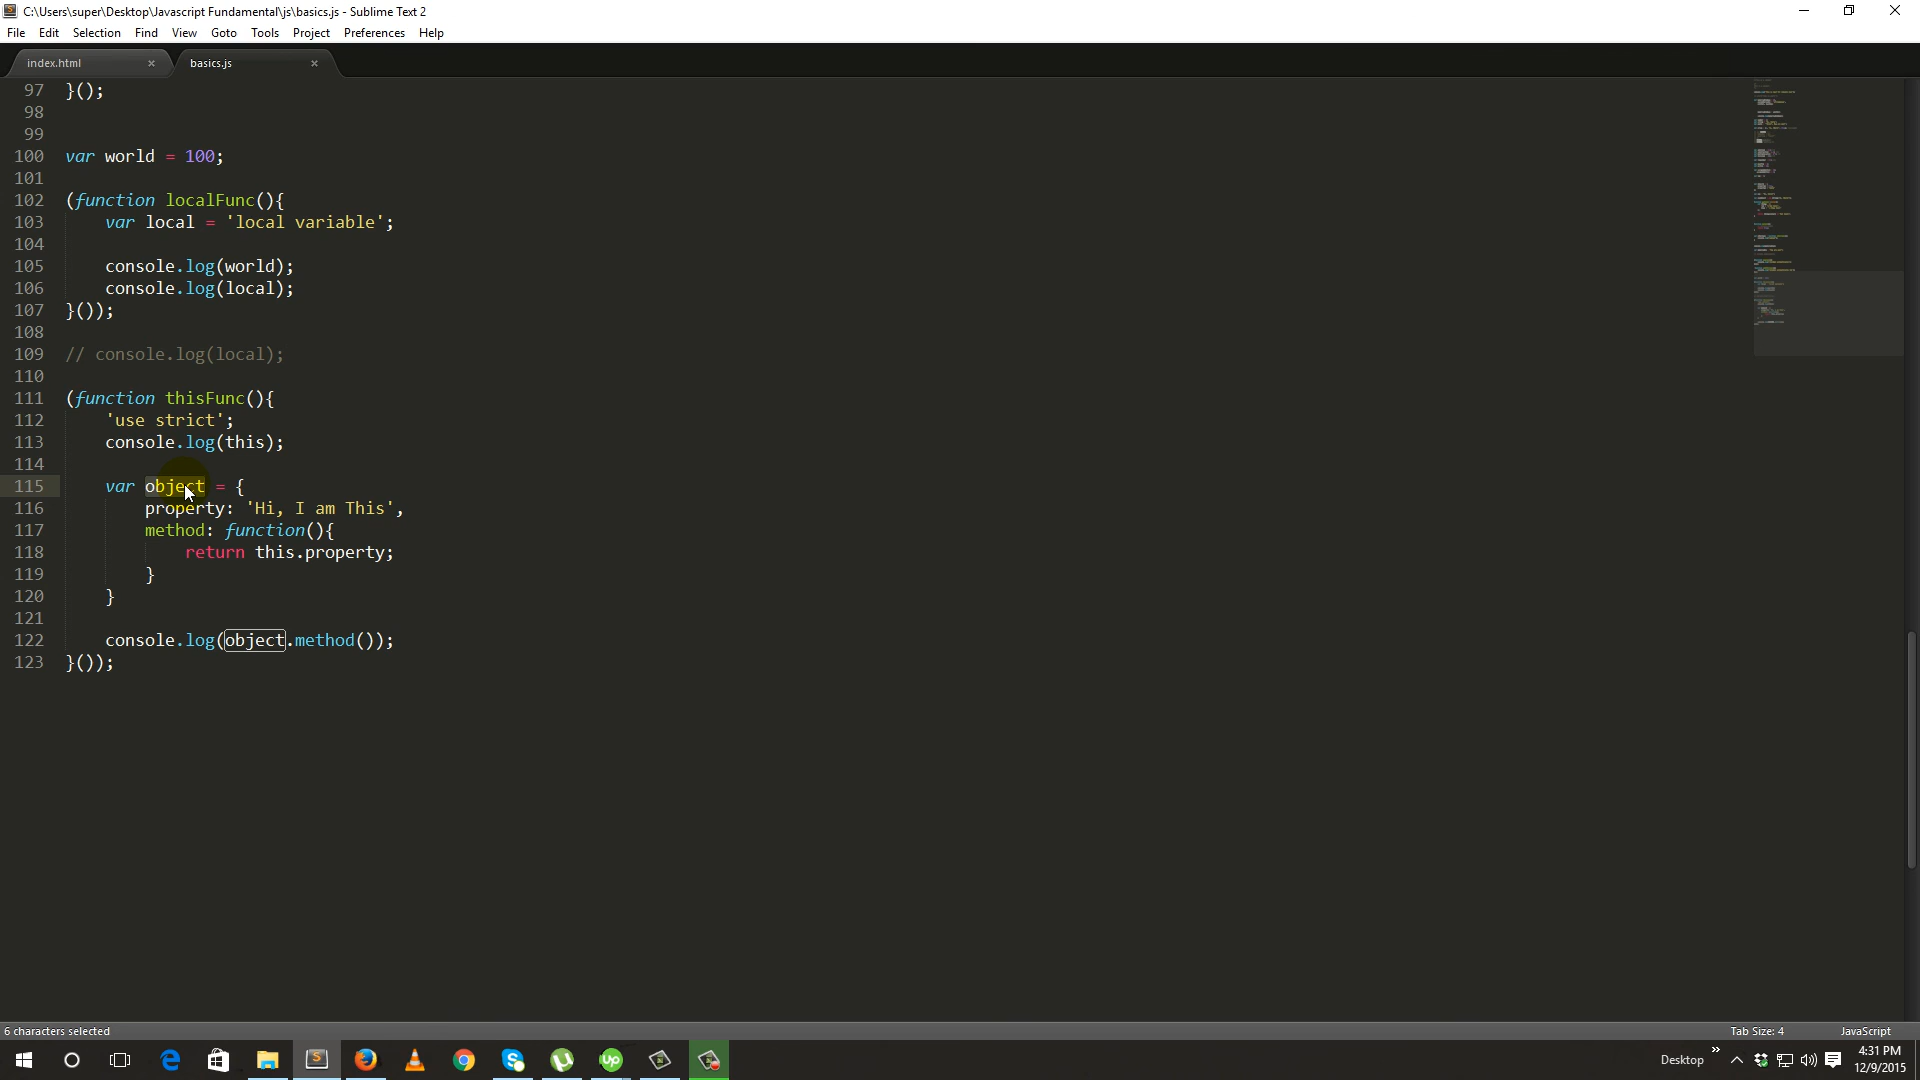 C:\Users\super\Desktop\Javascript Fundamental\js\basics.js - Sublime Text 2
File Edit Selection Find View Goto Tools Project Preferences Help
index.html × basics.js ×
97 }();
98
99
100 var world = 100;
101
102 (function localFunc(){
103 var local = 'local variable';
104
105 console.log(world);
106 console.log(local);
107 }());
108
109 // console.log(local);
110
111 (function thisFunc(){
112 'use strict';
113 console.log(this);
114
115 var object = {
116 property: 'Hi, I am This',
117 method: function(){
118 return this.property;
119 }
120 }
121
122 console.log(object.method());
123 }());
6 characters selected Tab Size: 4 JavaScript
Desktop » 4:31 PM
12/9/2015